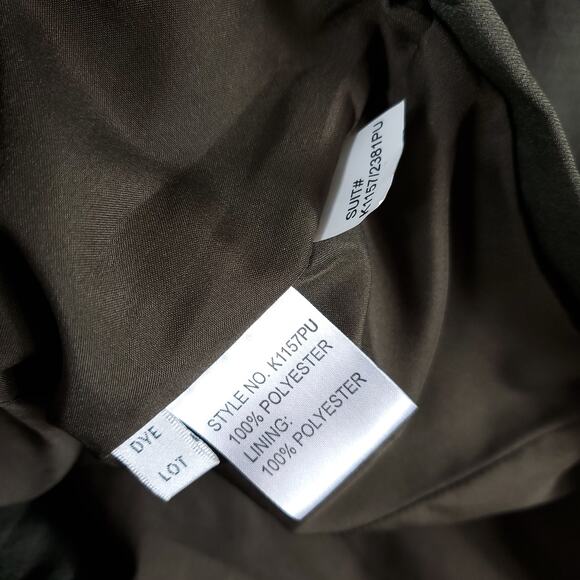 SUIT#
K1157/2381PU
STYLE NO. K1157PU
100% POLYESTER
LINING:
100% POLYESTER
DYE
LOT